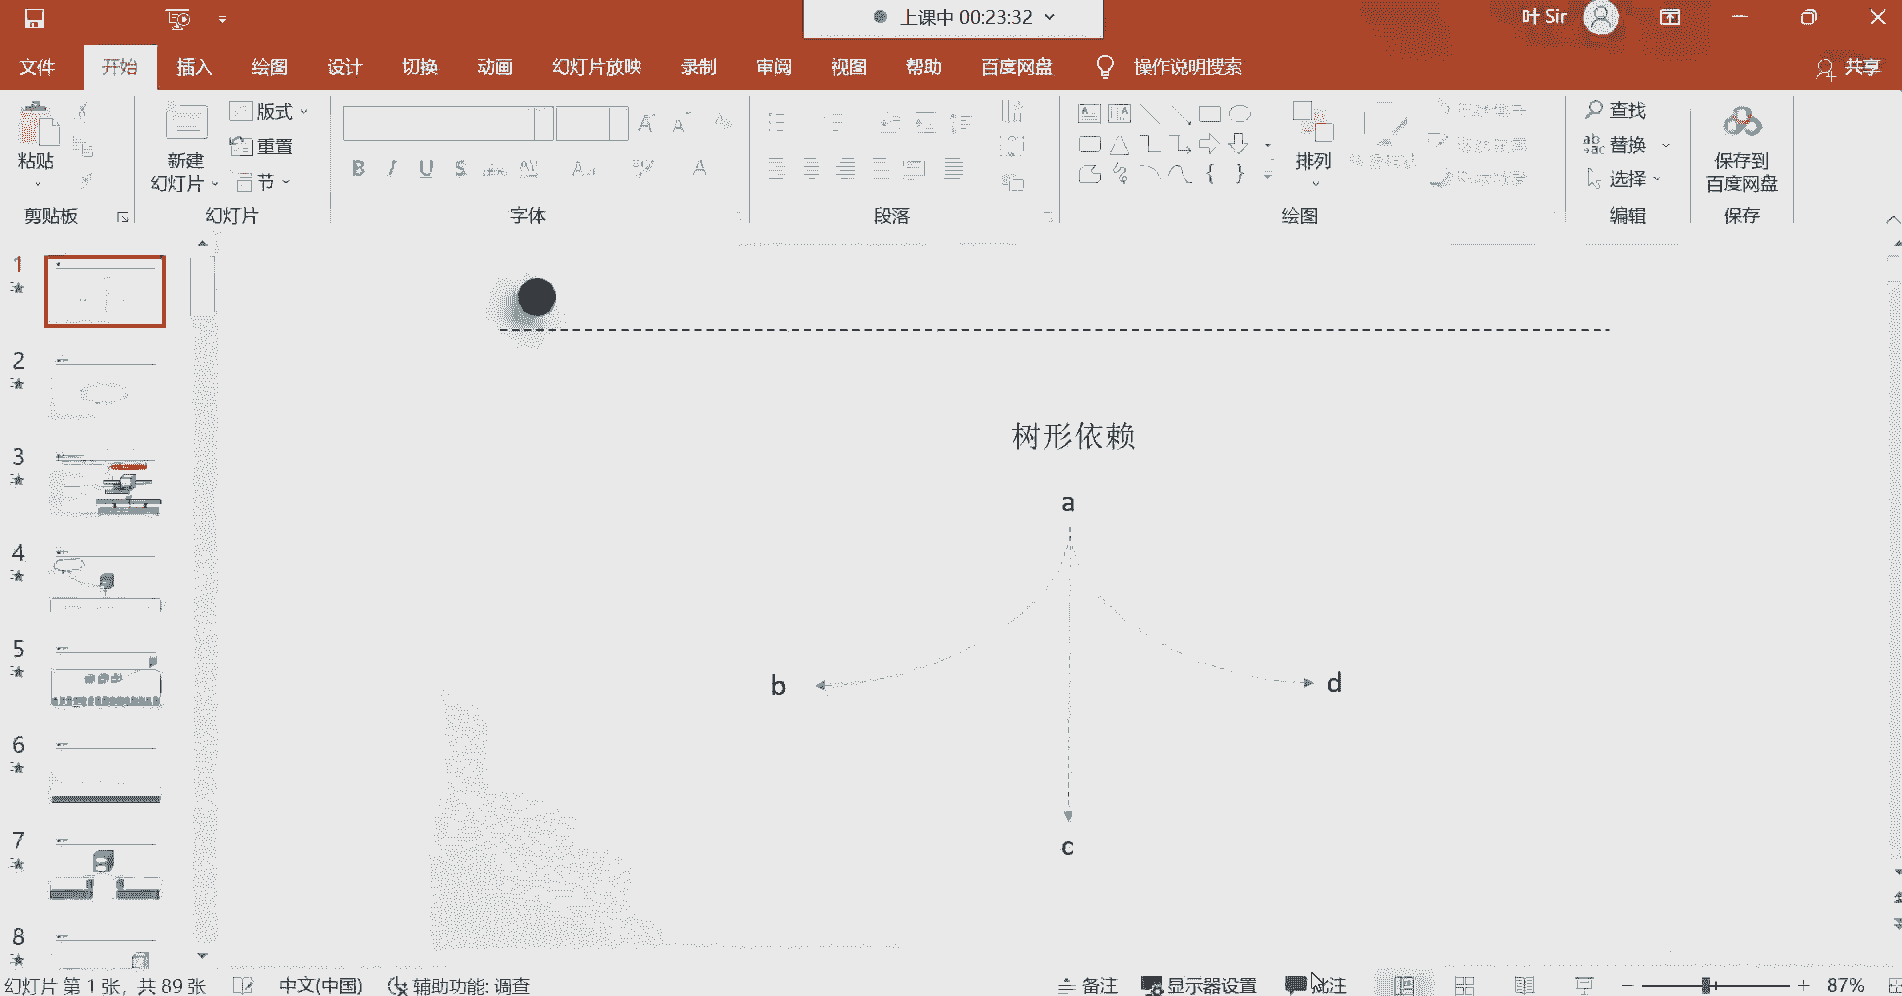 上课中 00:23:32
叶 Sir
文件 开始 插入 绘图 设计 切换 动画 幻灯片放映 录制 审阅 视图 帮助 百度网盘 操作说明搜索 共享
粘贴
剪贴板
新建
幻灯片
版式
重置
节
幻灯片
B I U S
字体
段落
排列
绘图
查找
替换
选择
编辑
保存到
百度网盘
保存
1
2
3
4
5
6
7
8
树形依赖
a
b
d
c
幻灯片 第 1 张，共 89 张 中文(中国) 辅助功能: 调查 备注 显示器设置 批注 87%